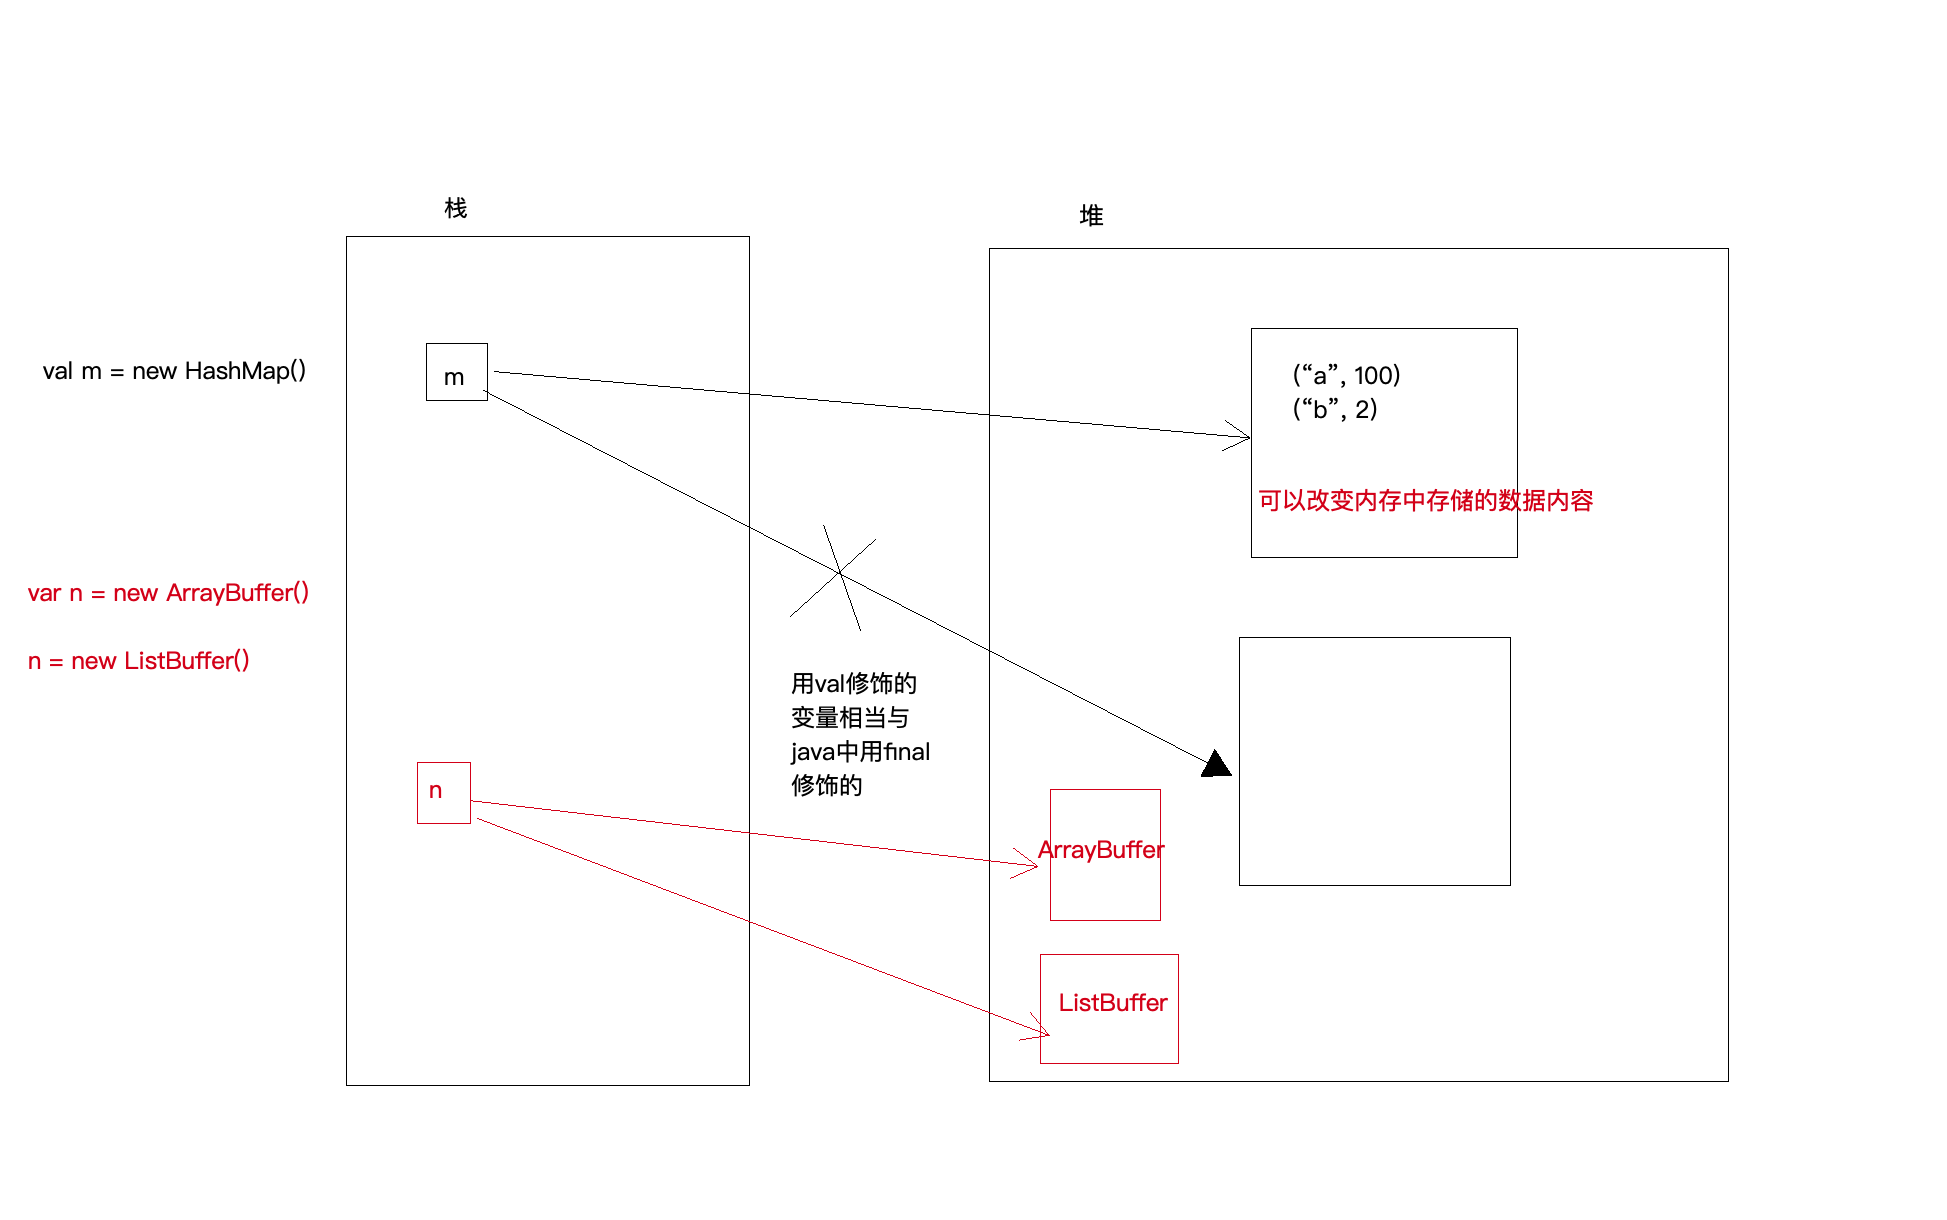 栈
堆
val m = new HashMap()
m
(“a”, 100)
(“b”, 2)
可以改变内存中存储的数据内容
var n = new ArrayBuffer()
n = new ListBuffer()
用val修饰的
变量相当与
java中用final
修饰的
n
ArrayBuffer
ListBuffer